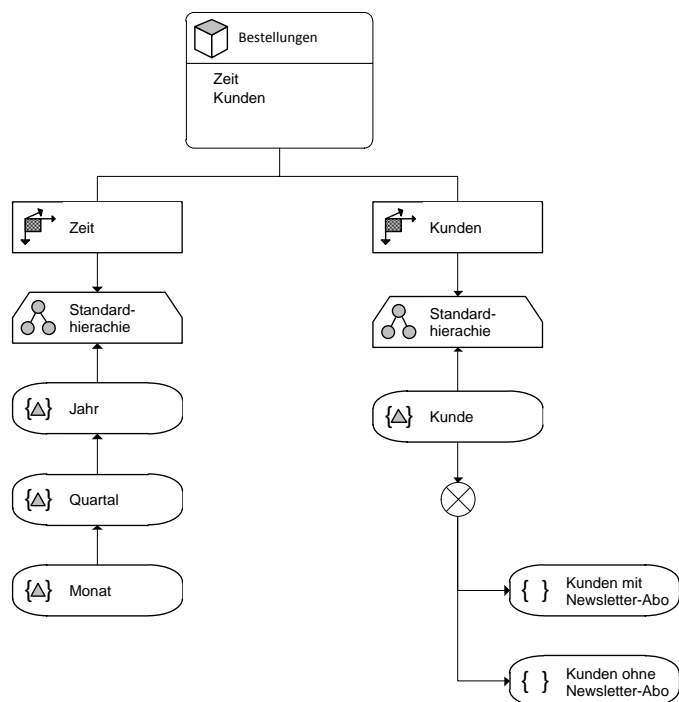 Bestellungen
Zeit
Kunden
Zeit
Kunden
Standard-
hierachie
Standard-
hierachie
Jahr
Kunde
Quartal
Monat
Kunden mit
Newsletter-Abo
Kunden ohne
Newsletter-Abo